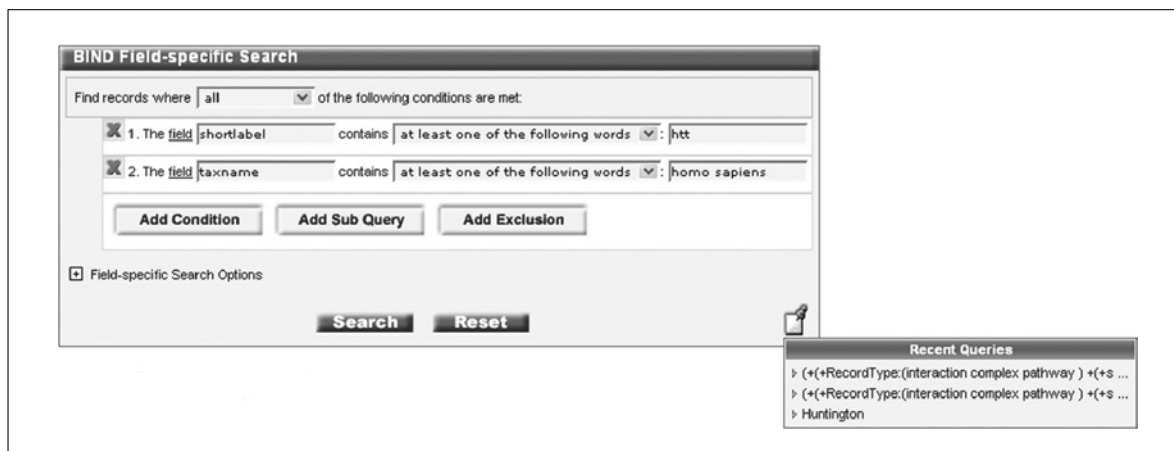 BIND Field-specific Search
Find records where all of the following conditions are met:
1. The field shortlabel contains at least one of the following words : htt
2. The field taxname contains at least one of the following words : homo sapiens
Add Condition Add Sub Query Add Exclusion
Field-specific Search Options
Search Reset
Recent Queries
(+(+RecordType:(interaction complex pathway ) +(+s ...
(+(+RecordType:(interaction complex pathway ) +(+s ...
Huntington